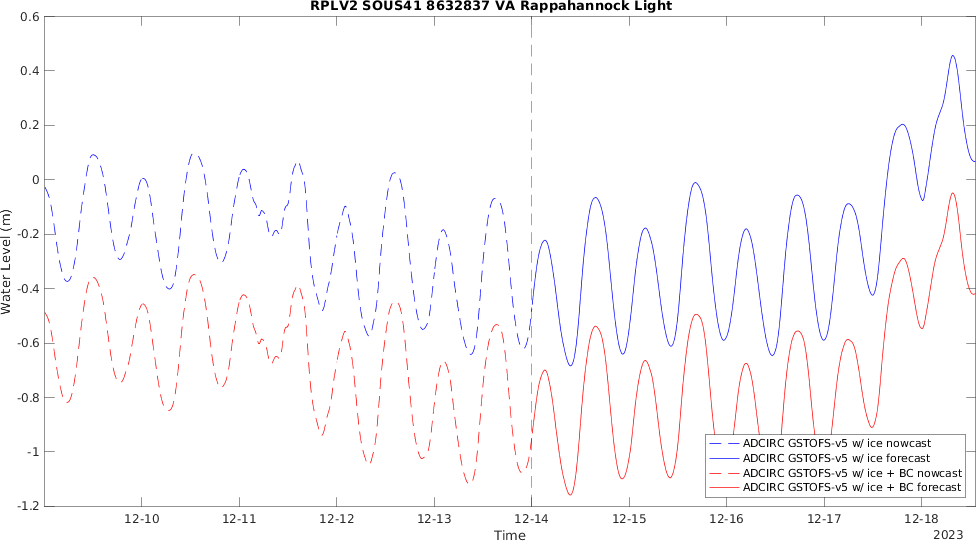 RPLV2 SOUS41 8632837 VA Rappahannock Light
0.6
0.4
0.2
0
-0.2
-0.4
-0.6
-0.8
-1
-1.2
Water Level (m)
ADCIRC GSTOFS-v5 w/ ice nowcast
ADCIRC GSTOFS-v5 w/ ice forecast
ADCIRC GSTOFS-v5 w/ ice + BC nowcast
ADCIRC GSTOFS-v5 w/ ice + BC forecast
12-10 12-11 12-12 12-13 12-14 12-15 12-16 12-17 12-18
Time
2023